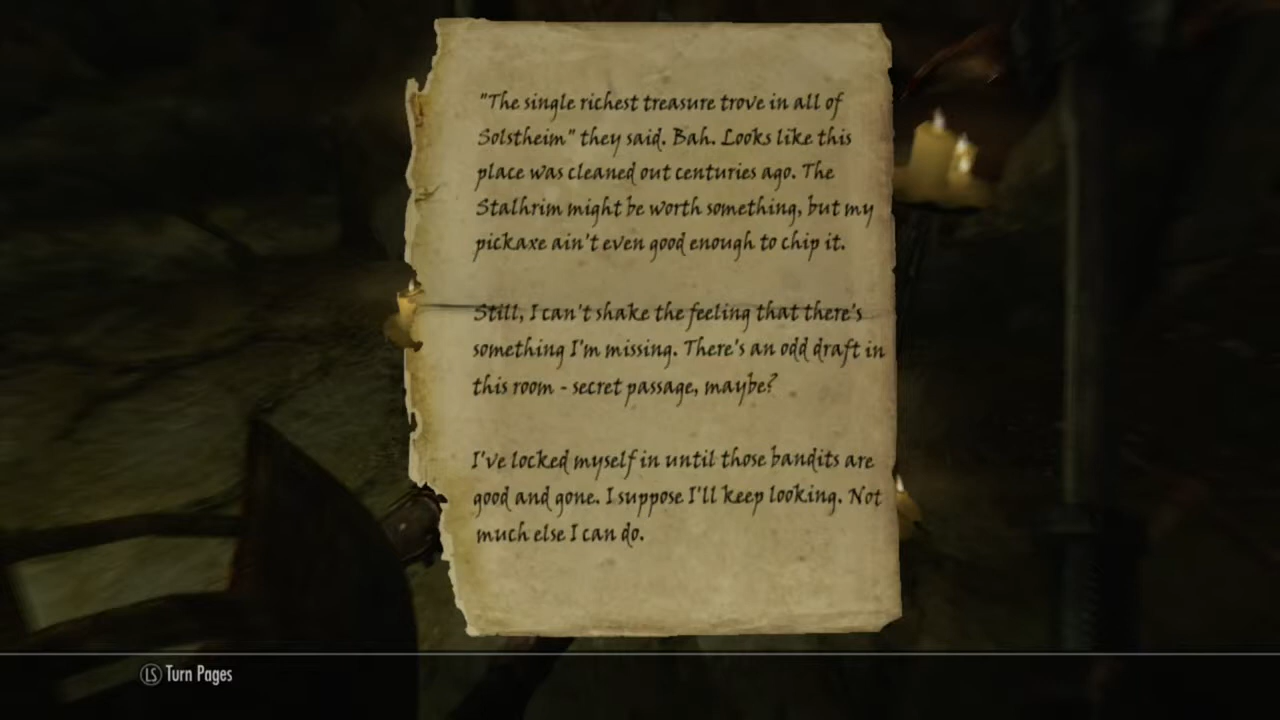 "The single richest treasure trove in all of
Solstheim" they said. Bah. Looks like this
place was cleaned out centuries ago. The
Stalhrim might be worth something, but my
pickaxe ain't even good enough to chip it.
Still, I can't shake the feeling that there's
something I'm missing. There's an odd draft in
this room - secret passage, maybe?
I've locked myself in until those bandits are
good and gone. I suppose I'll keep looking. Not
much else I can do.
LS Turn Pages